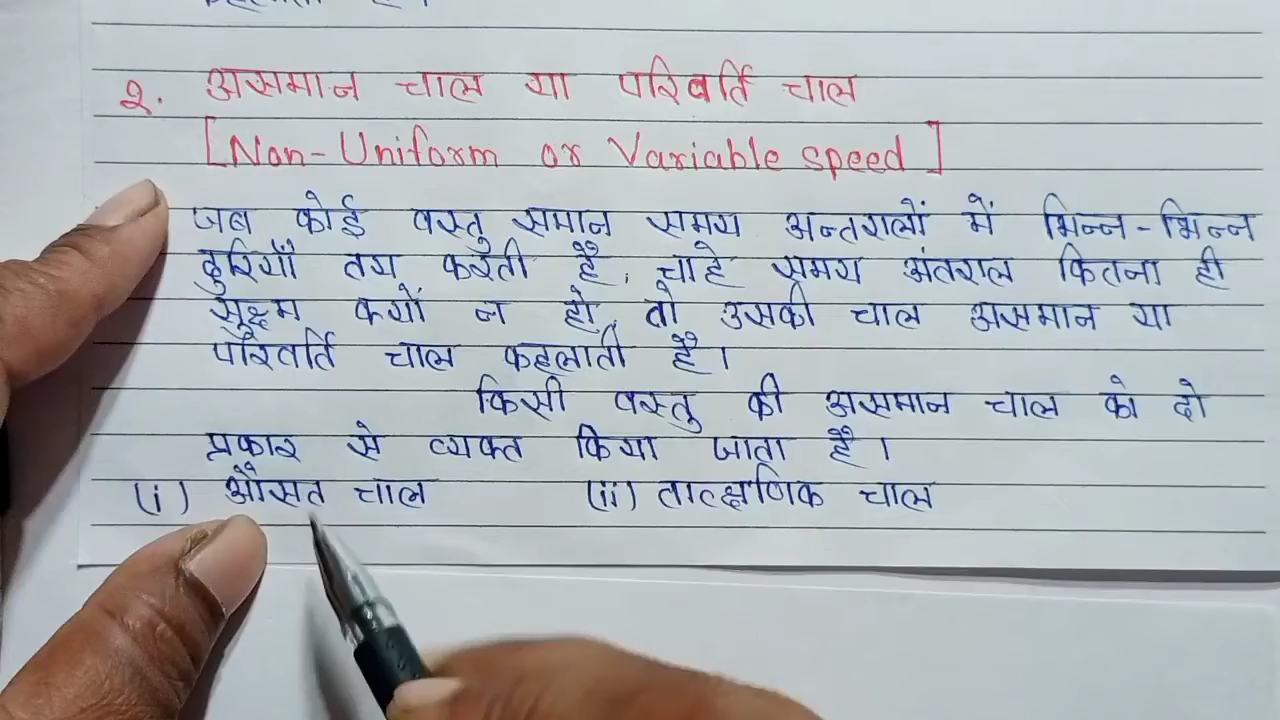 २. असमान चाल या परिवर्ति चाल
[Non-Uniform or Variable speed]
जब कोई वस्तु समान समय अन्तरालों में भिन्न-भिन्न
दुरियाँ तय करती है, चाहे समय अंतराल कितना ही
सुक्ष्म क्यों न हो, तो उसकी चाल असमान या
परिवर्ति चाल कहलाती है।
किसी वस्तु की असमान चाल को दो
प्रकार से व्यक्त किया जाता है।
(i) औसत चाल (ii) तात्क्षणिक चाल